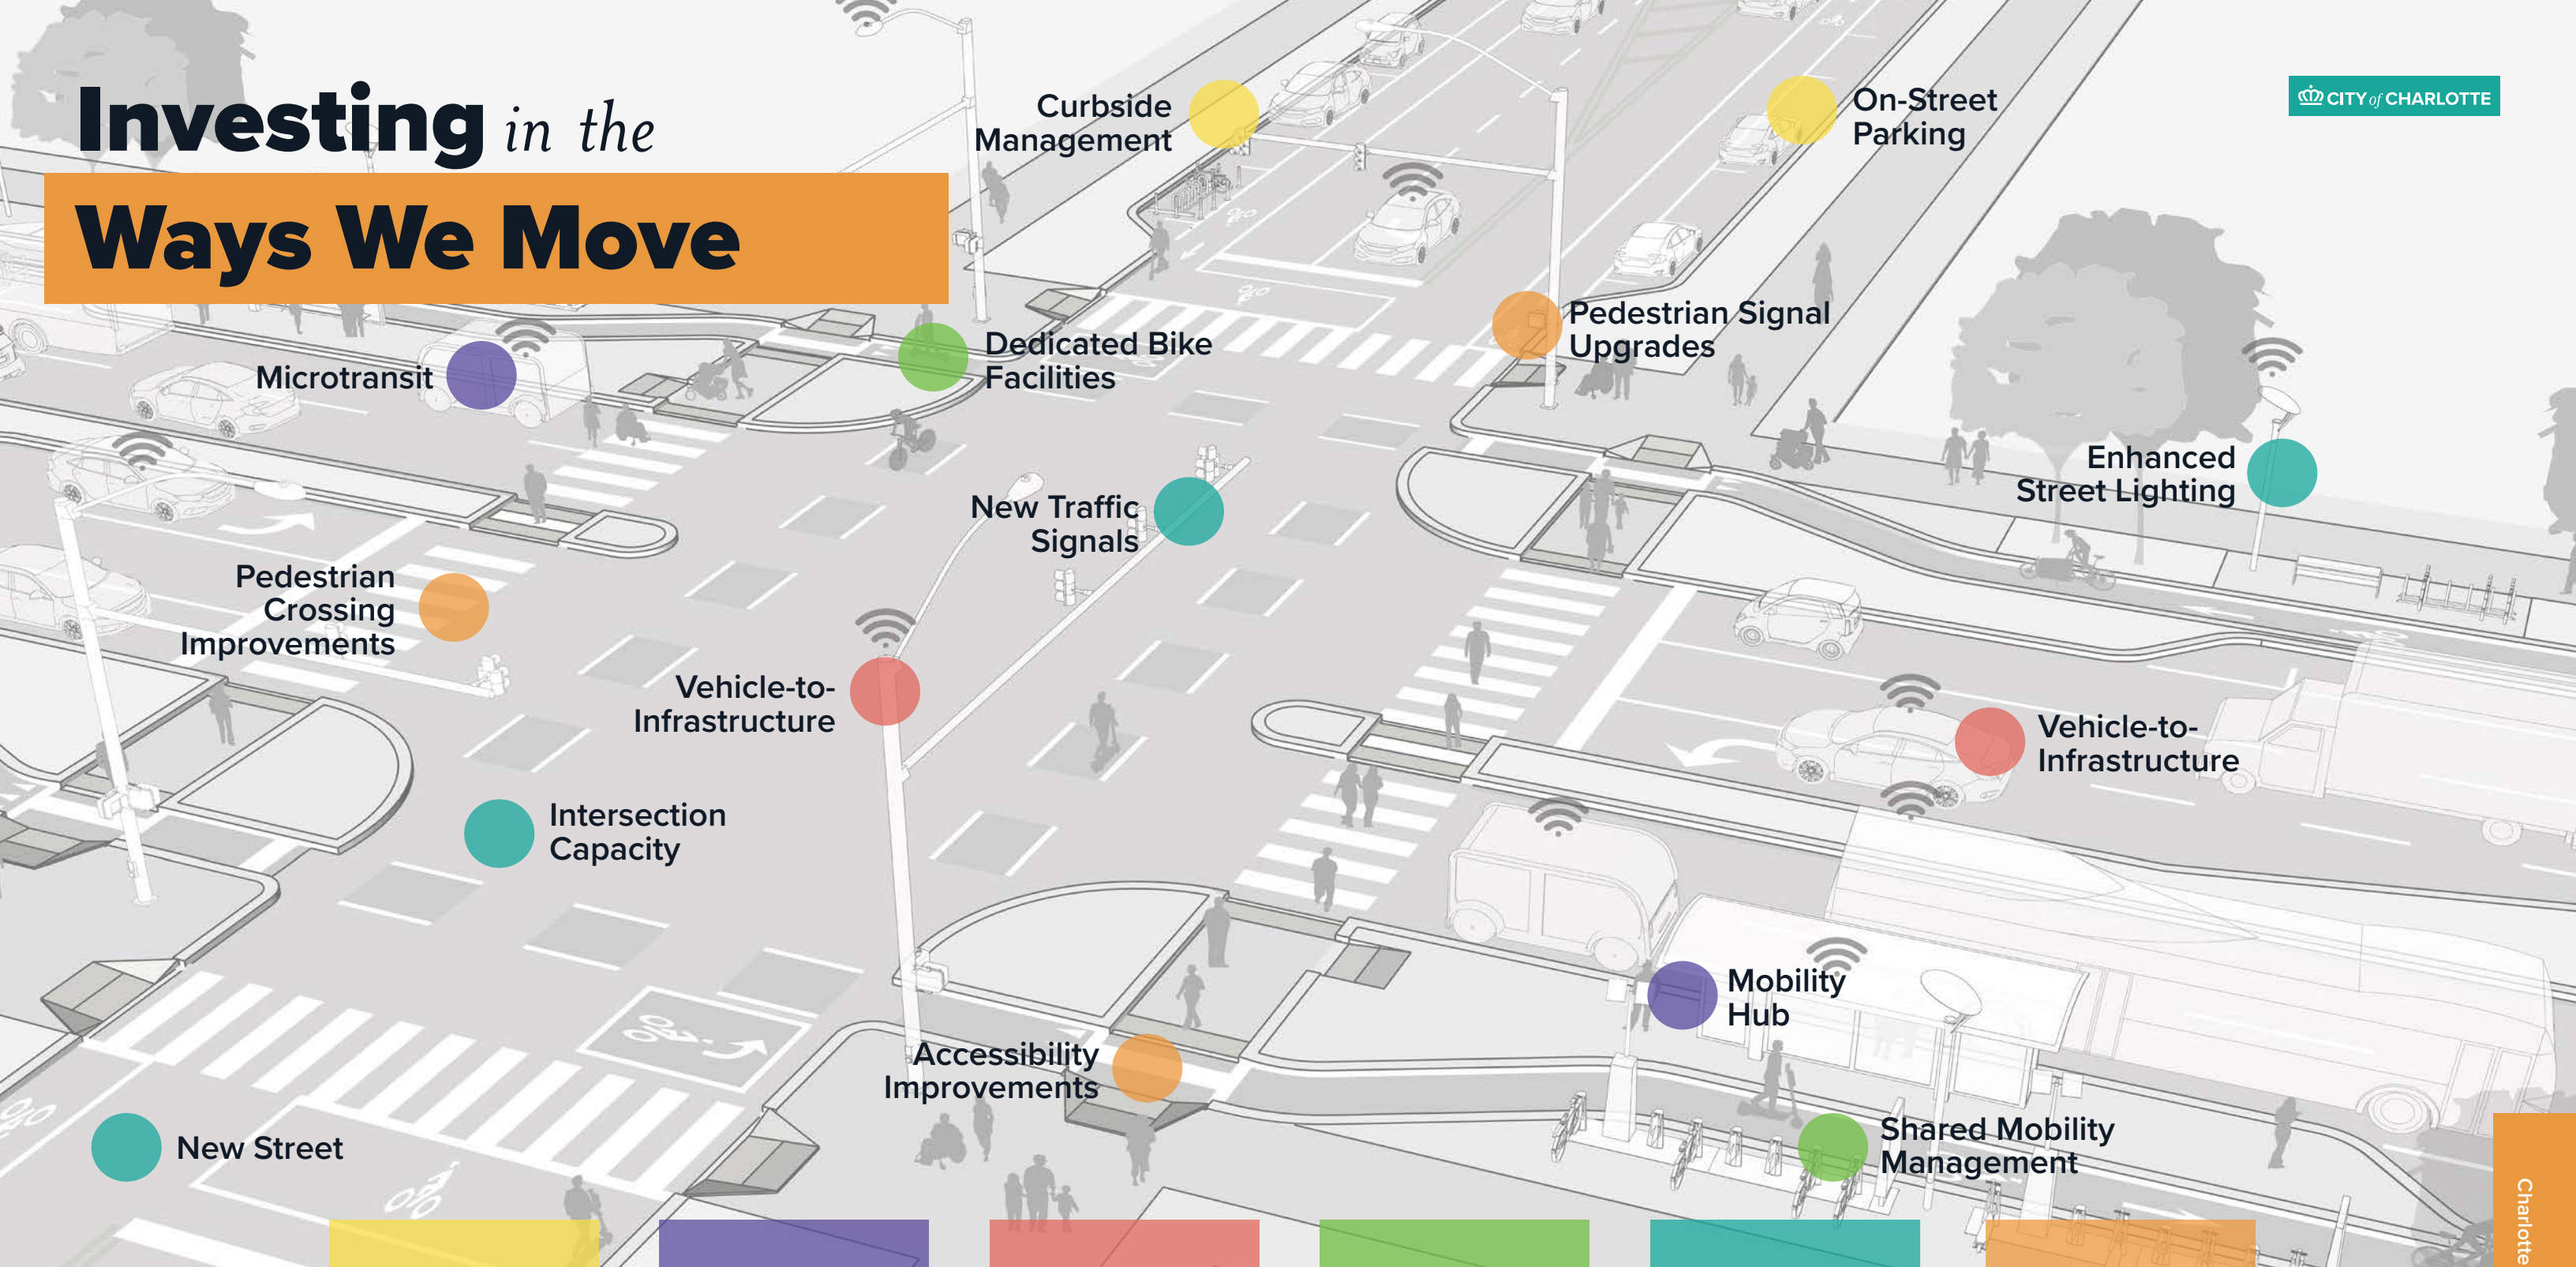 Investing in the
Ways We Move
CITY of CHARLOTTE
Curbside
Management
On-Street
Parking
Pedestrian Signal
Upgrades
Dedicated Bike
Facilities
Microtransit
Enhanced
Street Lighting
New Traffic
Signals
Pedestrian
Crossing
Improvements
Vehicle-to-
Infrastructure
Vehicle-to-
Infrastructure
Intersection
Capacity
Mobility
Hub
Accessibility
Improvements
Shared Mobility
Management
New Street
Charlotte